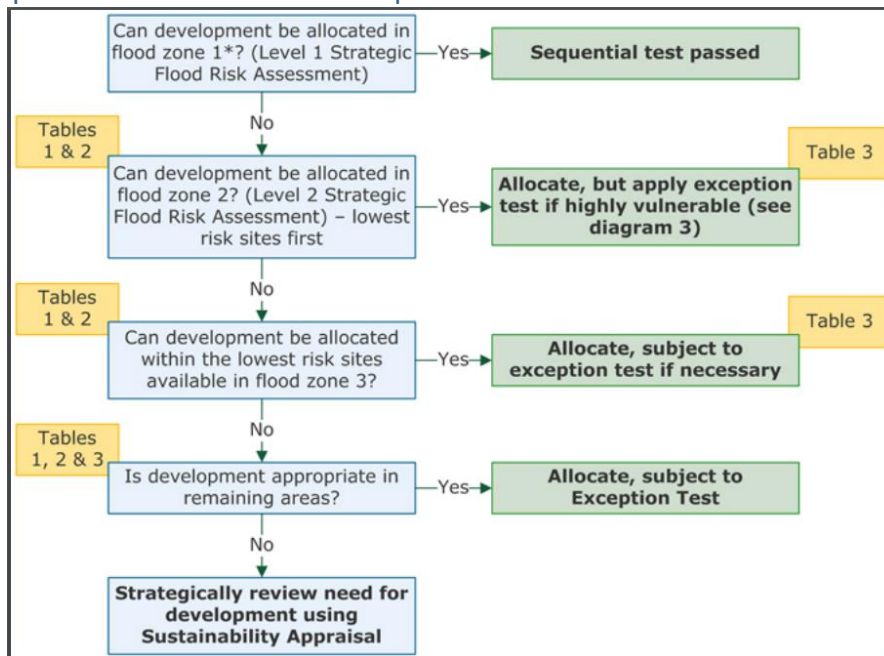 Can development be allocated in
flood zone 1*? (Level 1 Strategic
Flood Risk Assessment)
Yes
Sequential test passed
No
Tables
1 & 2
Can development be allocated in
flood zone 2? (Level 2 Strategic
Flood Risk Assessment) – lowest
risk sites first
Yes
Allocate, but apply exception
test if highly vulnerable (see
diagram 3)
Table 3
No
Tables
1 & 2
Can development be allocated
within the lowest risk sites
available in flood zone 3?
Yes
Allocate, subject to
exception test if necessary
Table 3
No
Tables
1, 2 & 3
Is development appropriate in
remaining areas?
Yes
Allocate, subject to
Exception Test
No
Strategically review need for
development using
Sustainability Appraisal